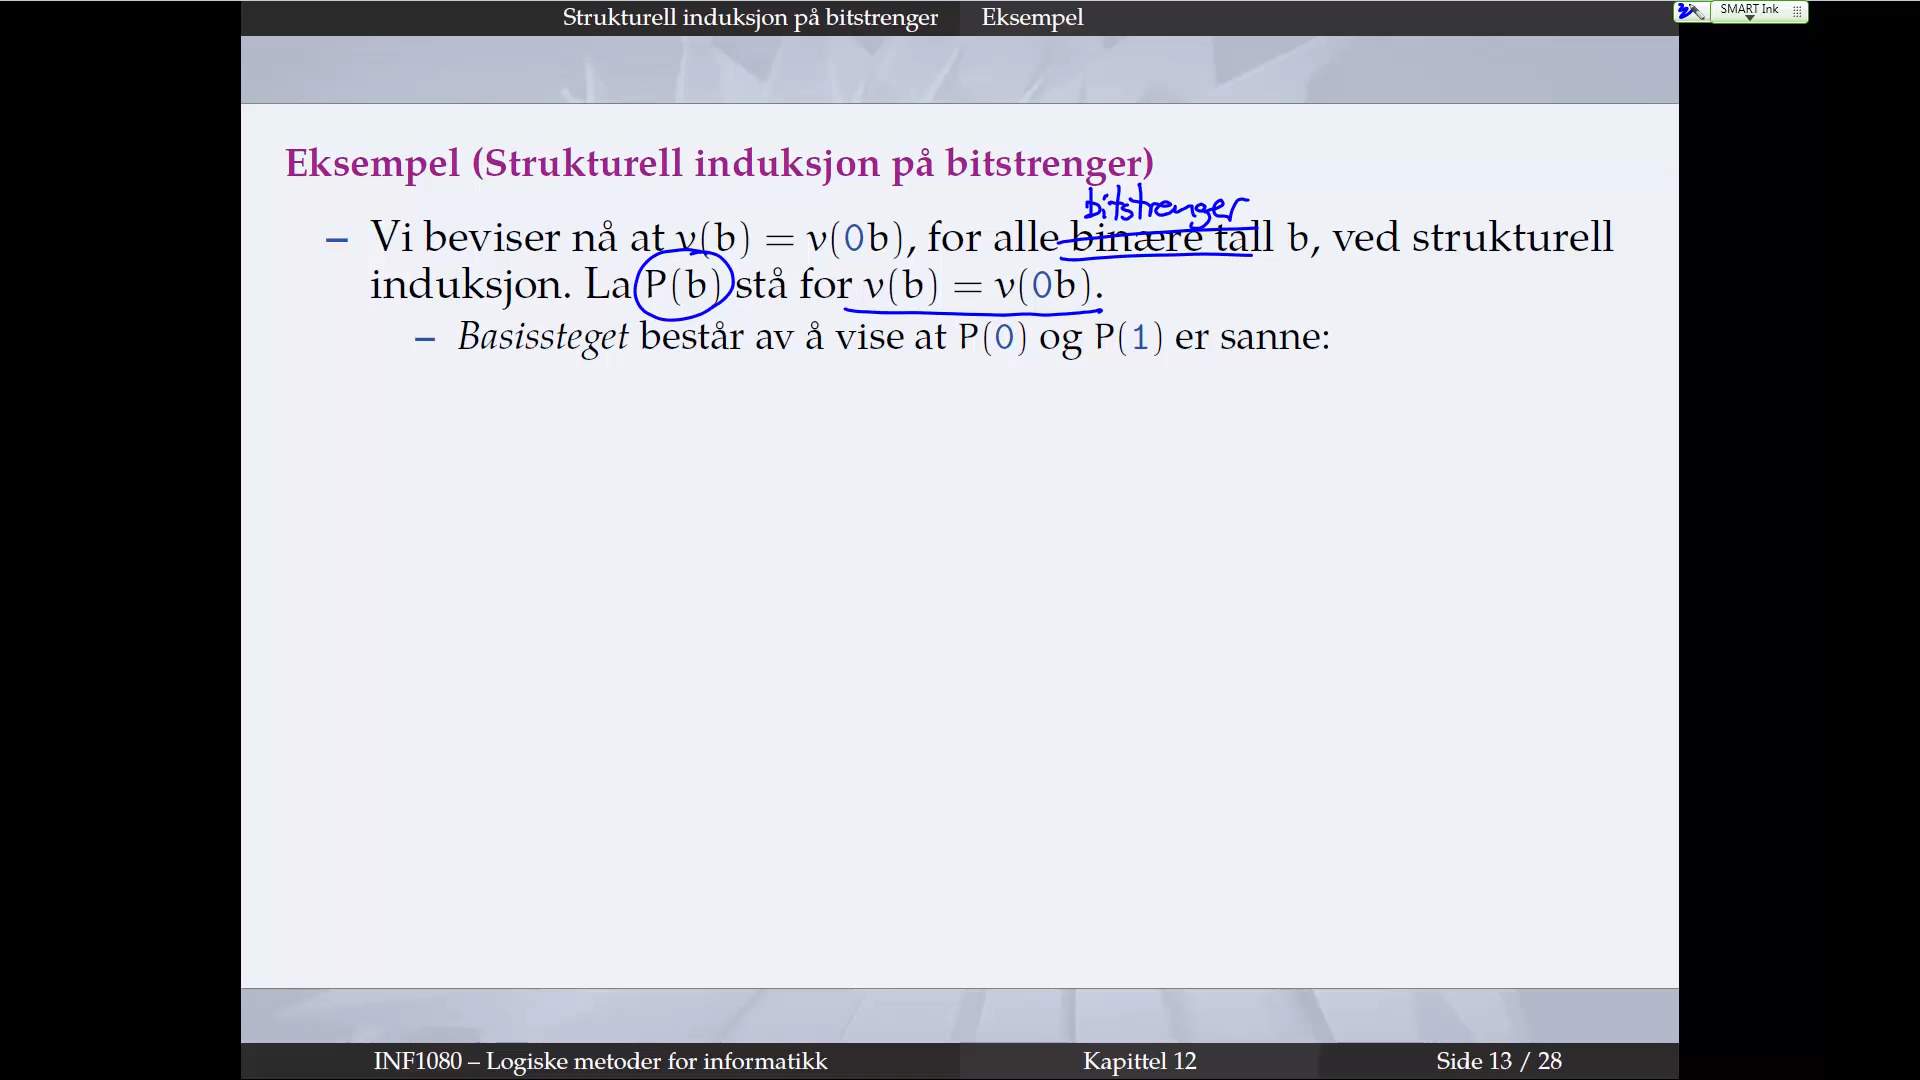 Strukturell induksjon på bitstrenger Eksempel
SMART Ink
Eksempel (Strukturell induksjon på bitstrenger)
bitstrenger
– Vi beviser nå at v(b) = v(0b), for alle binære tall b, ved strukturell
induksjon. La P(b) stå for v(b) = v(0b).
– Basissteget består av å vise at P(0) og P(1) er sanne:
INF1080 – Logiske metoder for informatikk Kapittel 12 Side 13 / 28